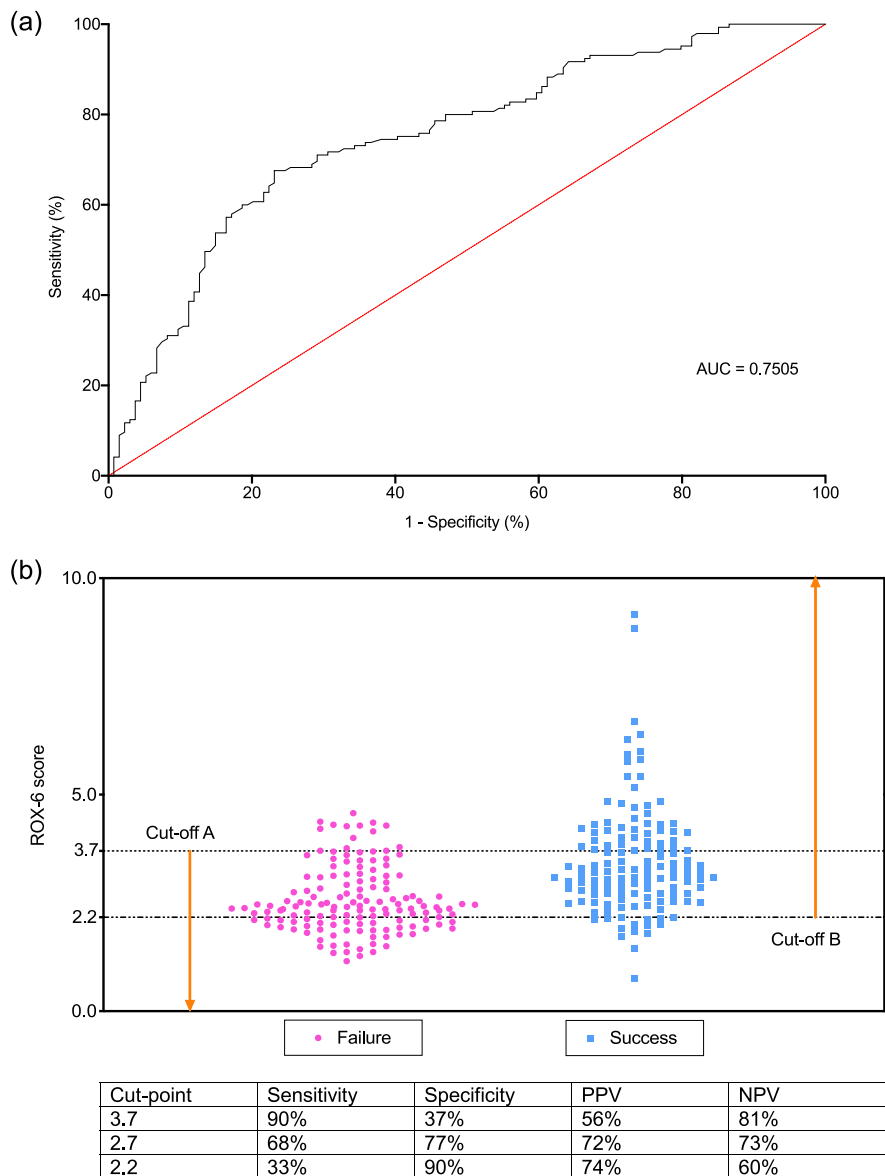 (a)
100
80
60
40
20
0
Sensitivity (%)
AUC = 0.7505
0 20 40 60 80 100
1 - Specificity (%)
(b)
10.0
5.0
3.7
2.2
0.0
ROX-6 score
Cut-off A
Cut-off B
Failure
Success
Cut-point Sensitivity Specificity PPV NPV
3.7 90% 37% 56% 81%
2.7 68% 77% 72% 73%
2.2 33% 90% 74% 60%